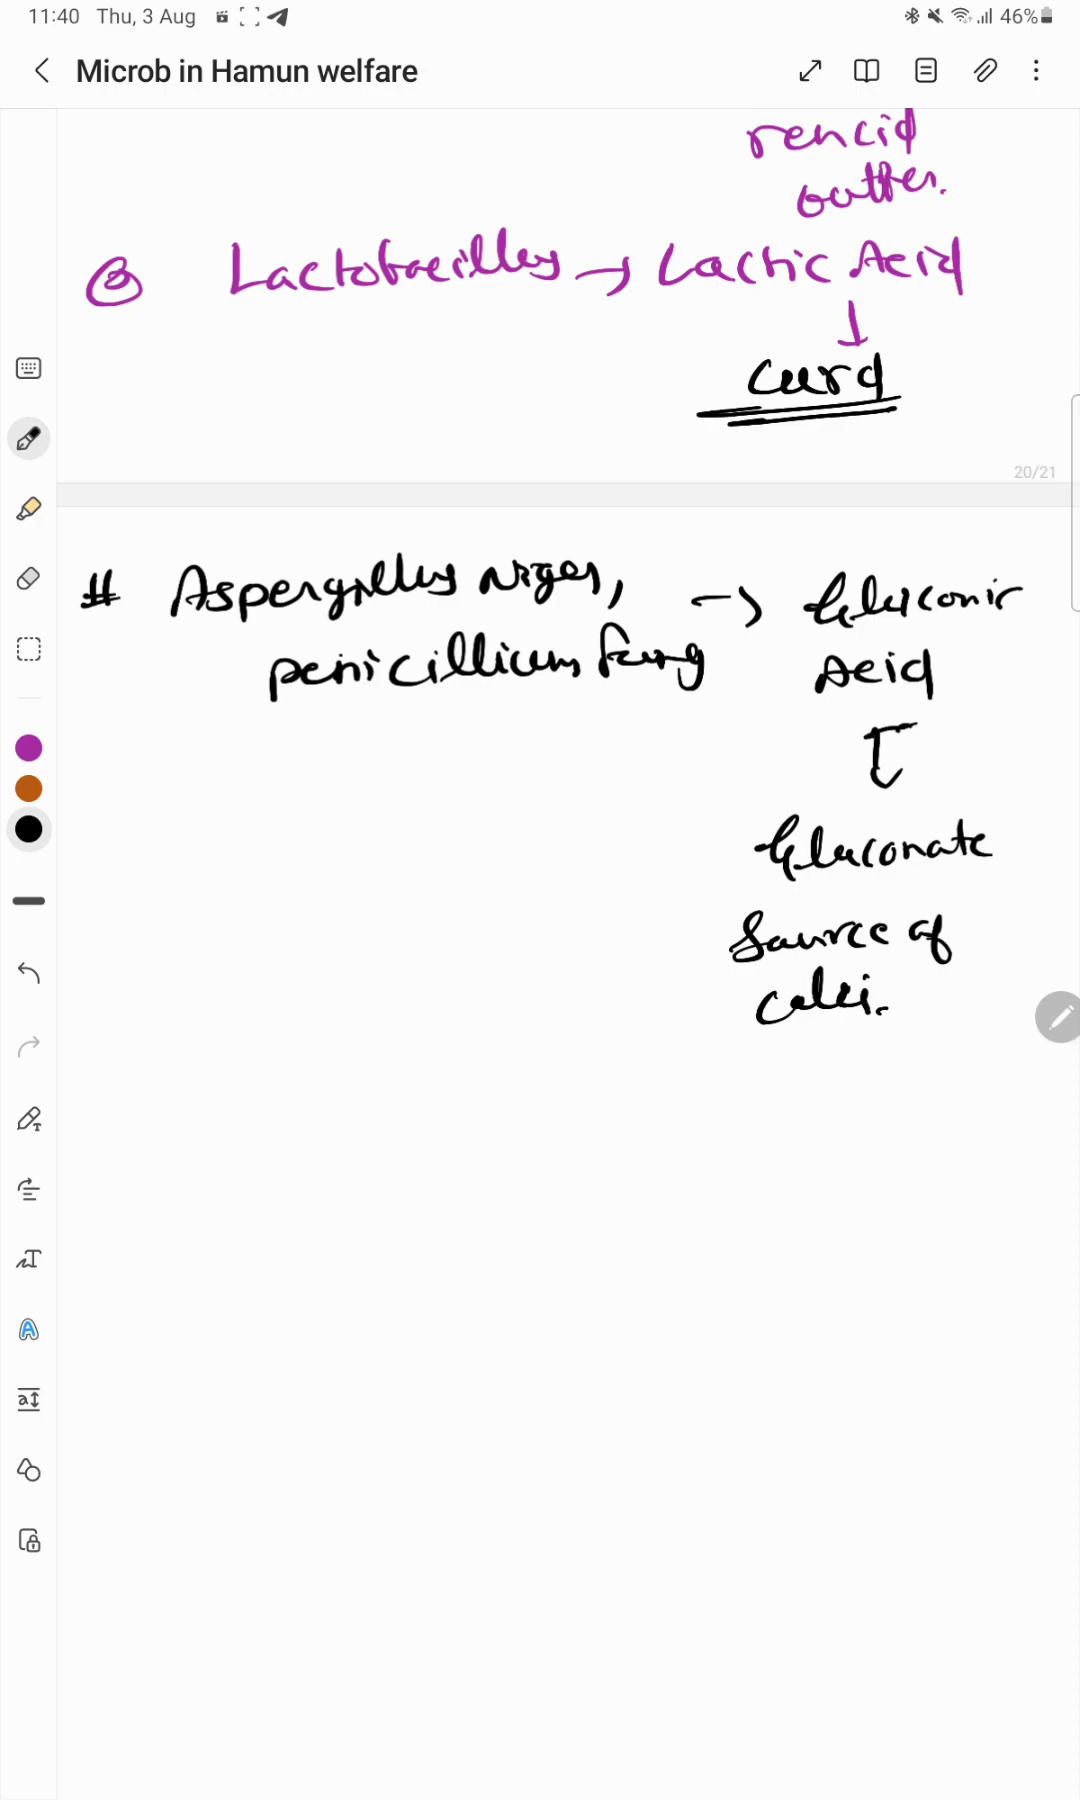 11:40 Thu, 3 Aug 46%
Microb in Hamun welfare
rencid
butter.
③ Lactobacillus → Lactic Acid
↓
Curd
20/21
# Aspergillus niger, → Gluconic
penicillium fung Acid
Gluconate
Source of
calci.